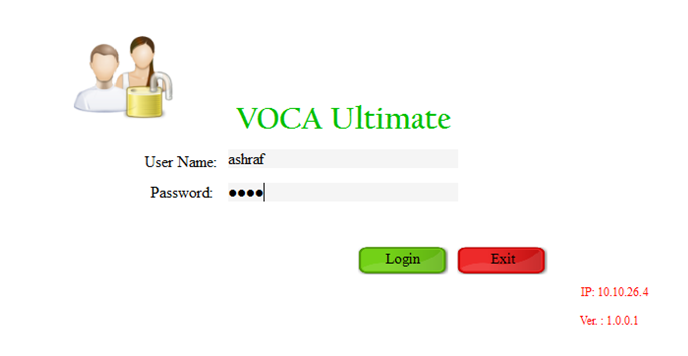 VOCA Ultimate
User Name: ashraf
Password: ●●●●
Login Exit
IP: 10.10.26.4
Ver. : 1.0.0.1